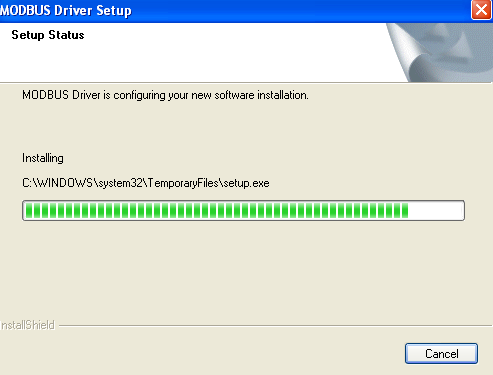 MODBUS Driver Setup
Setup Status
MODBUS Driver is configuring your new software installation.
Installing
C:\WINDOWS\system32\TemporaryFiles\setup.exe
nstallShield
Cancel